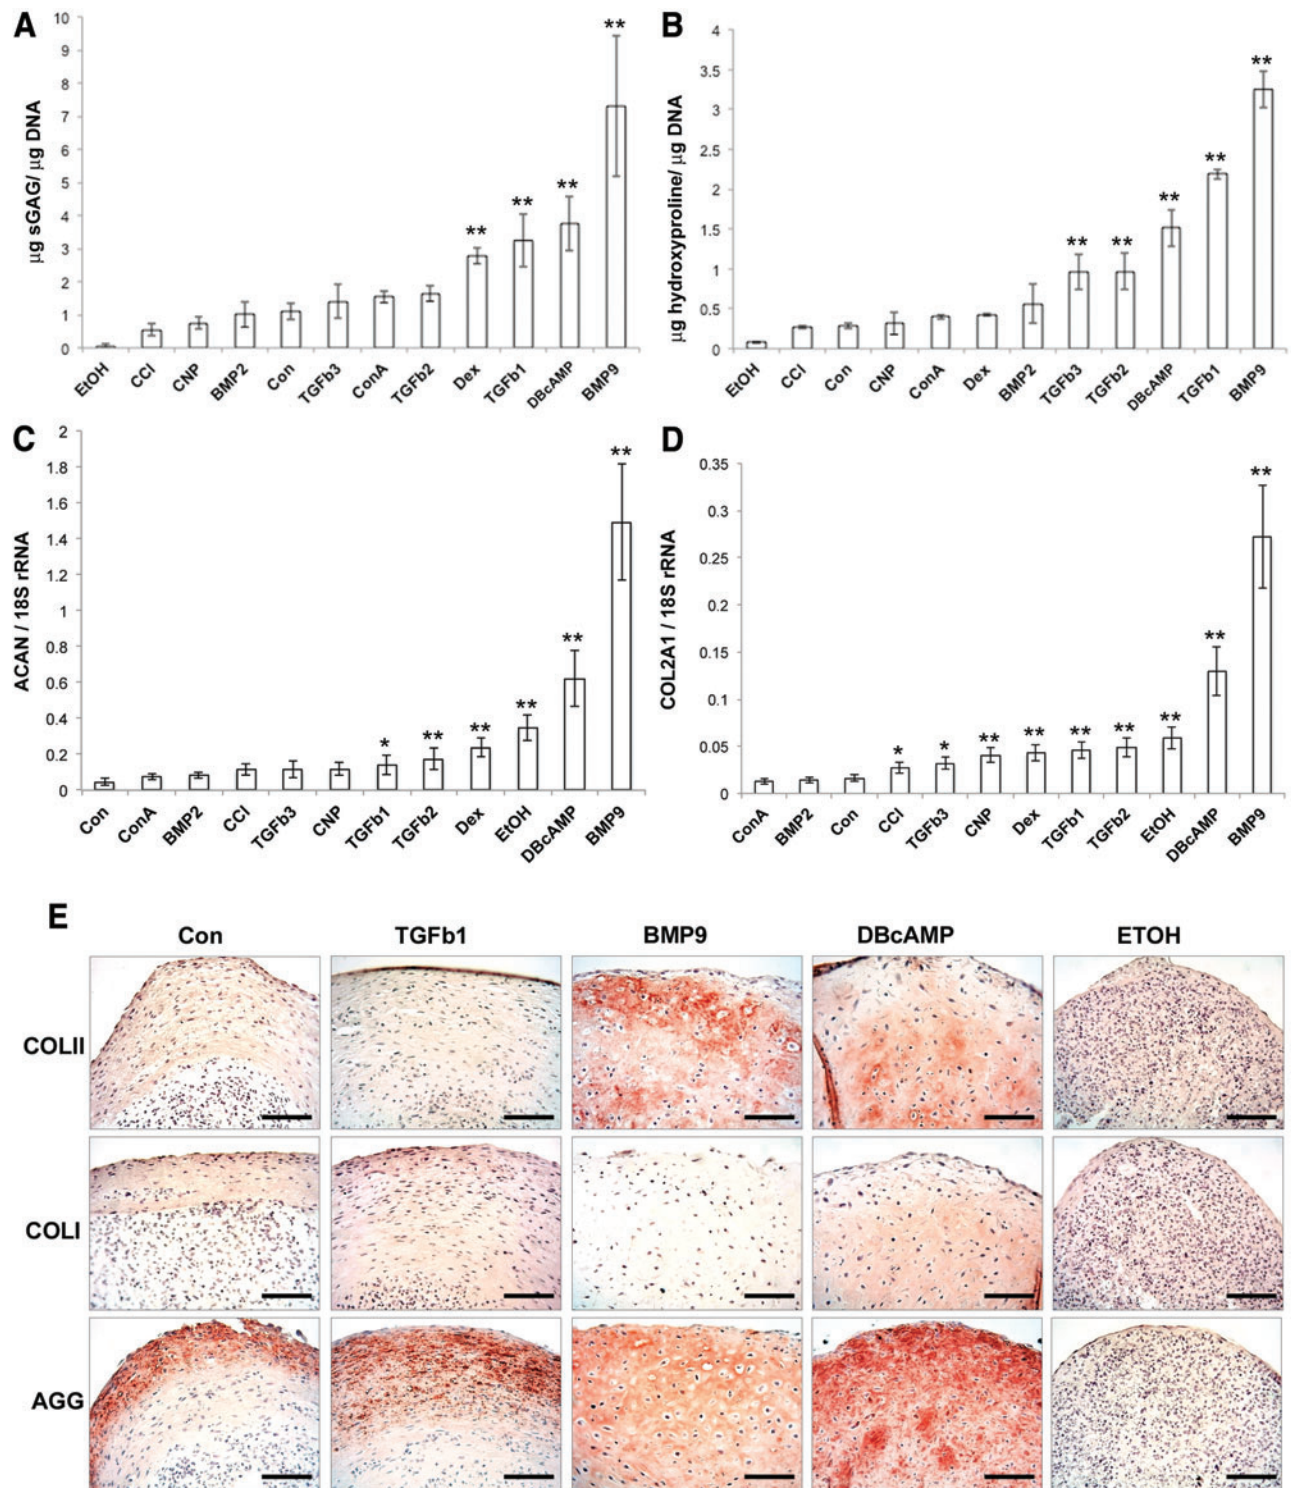 A
10
9
8
7
6
5
4
3
2
1
0
µg sGAG/ µg DNA
** ** ** **
EtOH CCI CNP BMP2 Con TGFb3 ConA TGFb2 Dex TGFb1 DBcAMP BMP9
B
4
3.5
3
2.5
2
1.5
1
0.5
0
µg hydroxyproline/ µg DNA
** ** ** ** **
EtOH CCI Con CNP ConA Dex BMP2 TGFb3 TGFb2 DBcAMP TGFb1 BMP9
C
2
1.8
1.6
1.4
1.2
1
0.8
0.6
0.4
0.2
0
ACAN / 18S rRNA
* ** ** ** ** **
Con ConA BMP2 CCI TGFb3 CNP TGFb1 TGFb2 Dex EtOH DBcAMP BMP9
D
0.35
0.3
0.25
0.2
0.15
0.1
0.05
0
COL2A1 / 18S rRNA
* * ** ** ** ** ** ** **
ConA BMP2 Con CCI TGFb3 CNP Dex TGFb1 TGFb2 EtOH DBcAMP BMP9
E
Con TGFb1 BMP9 DBcAMP ETOH
COLII
COLI
AGG